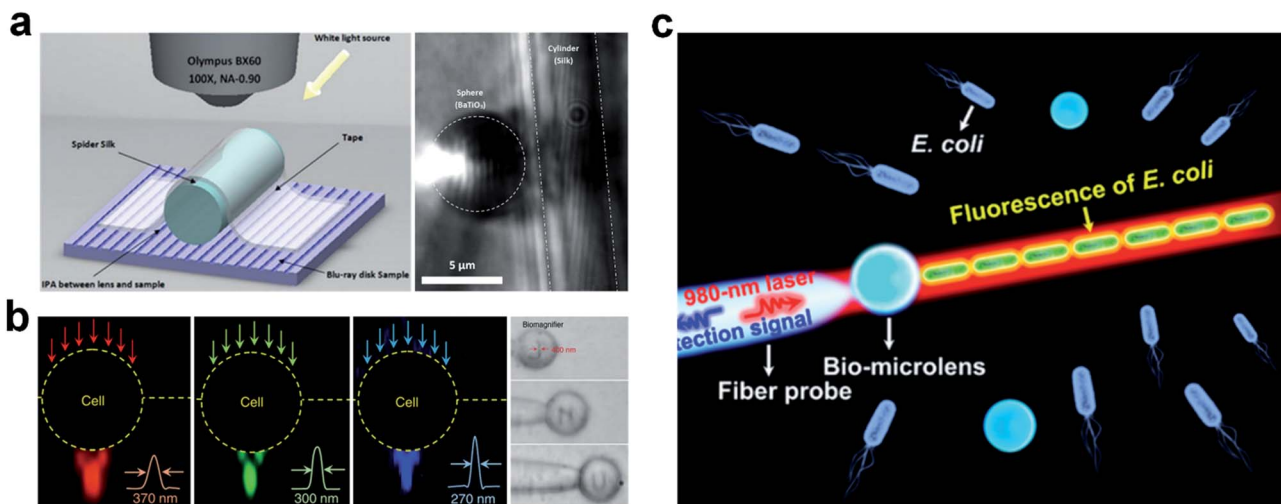 a
White light source
Olympus BX60
100X, NA-0.90
Spider Silk
Tape
IPA between lens and sample
Blu-ray disk Sample
Cylinder
(Silk)
Sphere
(BaTiO₃)
5 µm
b
Cell
370 nm
Cell
300 nm
Cell
270 nm
Biomagnifier
400 nm
N
U
c
E. coli
Fluorescence of E. coli
980-nm laser
tection signal
Bio-microlens
Fiber probe